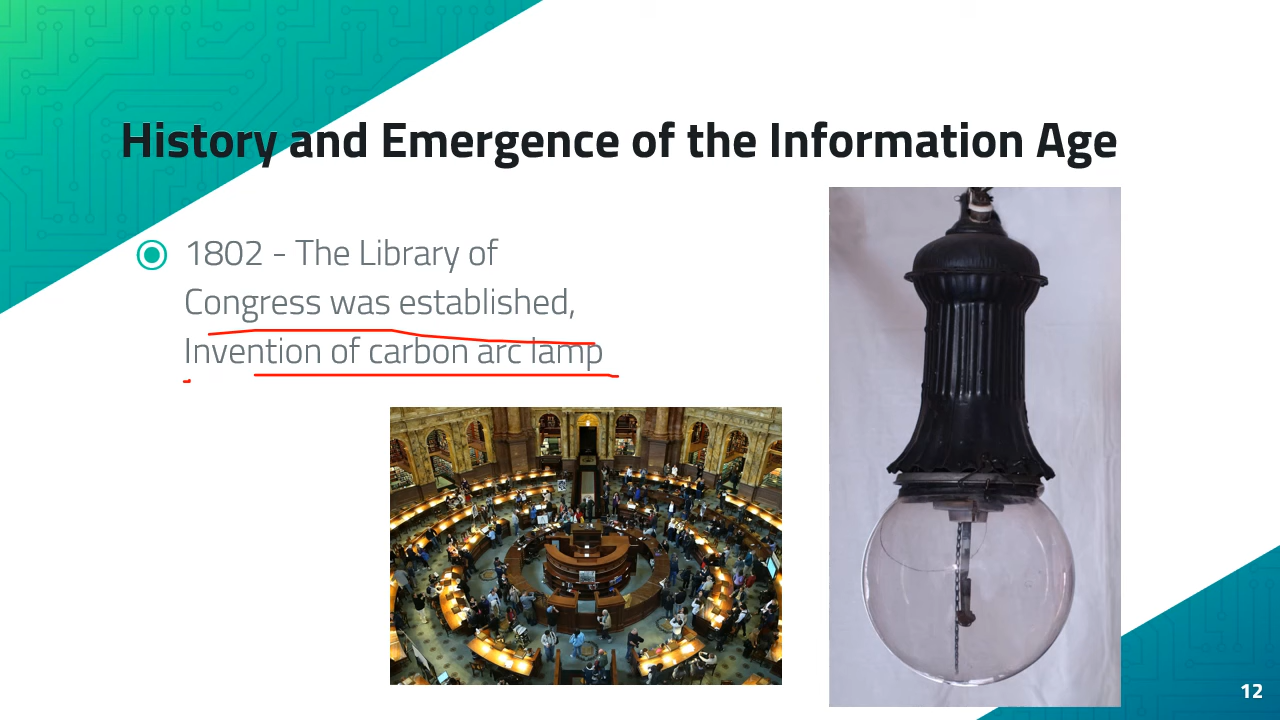 History and Emergence of the Information Age
1802 - The Library of
Congress was established,
Invention of carbon arc lamp
12